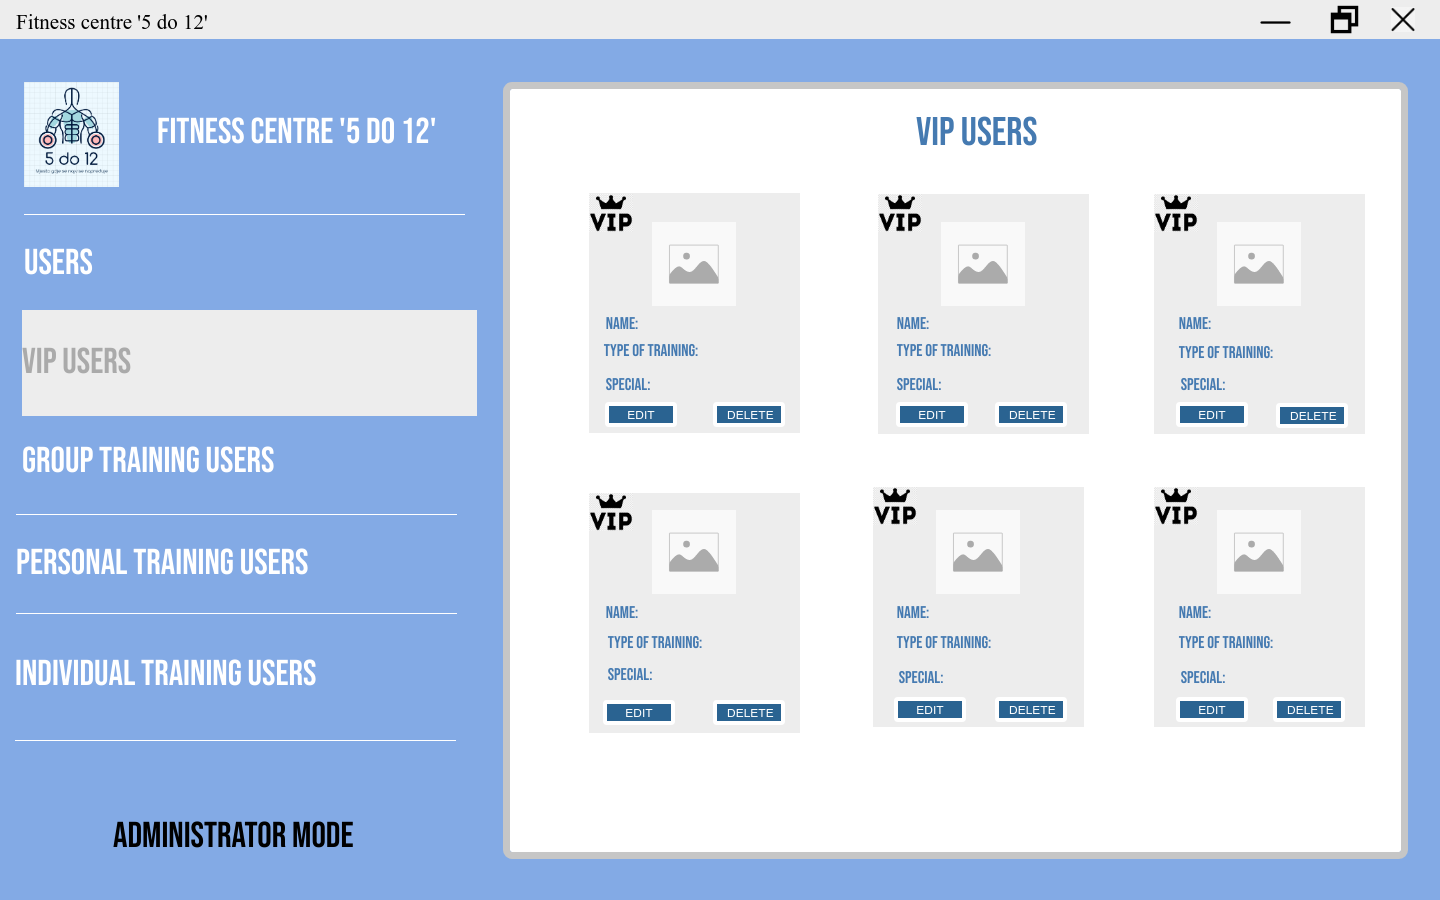 Fitness centre '5 do 12'
5 do 12
FITNESS CENTRE '5 DO 12'
USERS
VIP USERS
GROUP TRAINING USERS
PERSONAL TRAINING USERS
INDIVIDUAL TRAINING USERS
ADMINISTRATOR MODE
VIP USERS
VIP
NAME:
TYPE OF TRAINING:
SPECIAL:
EDIT DELETE
VIP
NAME:
TYPE OF TRAINING:
SPECIAL:
EDIT DELETE
VIP
NAME:
TYPE OF TRAINING:
SPECIAL:
EDIT DELETE
VIP
NAME:
TYPE OF TRAINING:
SPECIAL:
EDIT DELETE
VIP
NAME:
TYPE OF TRAINING:
SPECIAL:
EDIT DELETE
VIP
NAME:
TYPE OF TRAINING:
SPECIAL:
EDIT DELETE